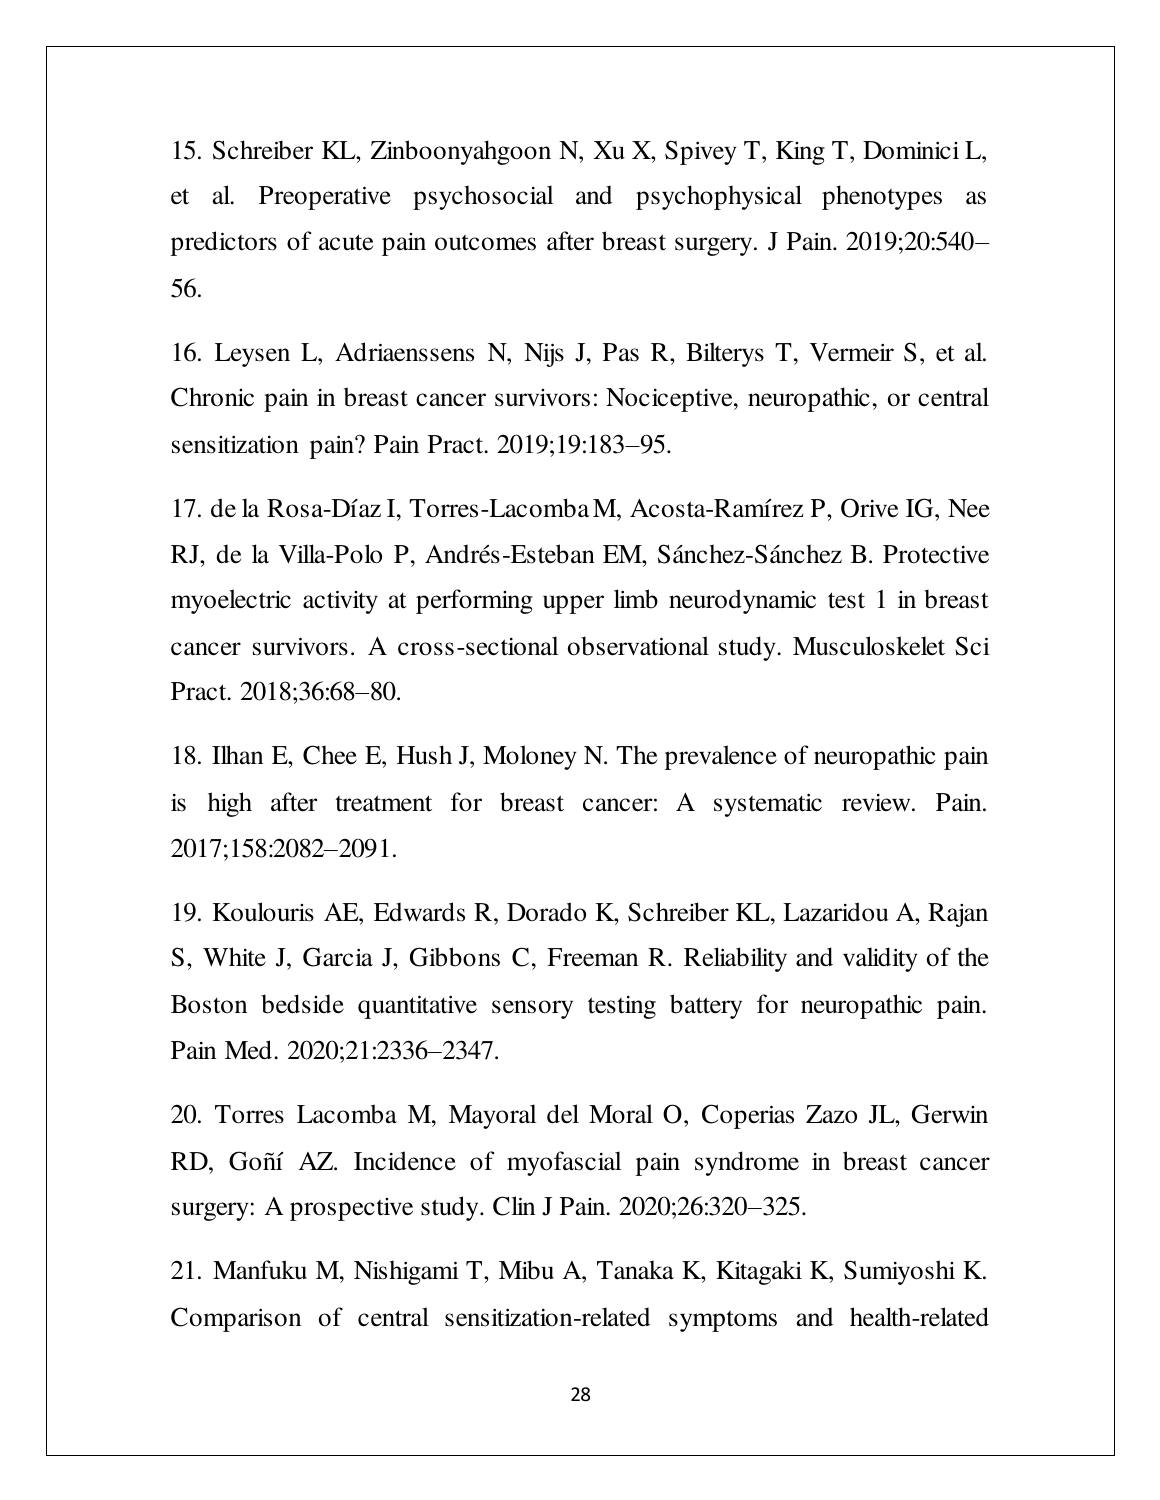 15. Schreiber KL, Zinboonyahgoon N, Xu X, Spivey T, King T, Dominici L,
et al. Preoperative psychosocial and psychophysical phenotypes as
predictors of acute pain outcomes after breast surgery. J Pain. 2019;20:540–
56.
16. Leysen L, Adriaenssens N, Nijs J, Pas R, Bilterys T, Vermeir S, et al.
Chronic pain in breast cancer survivors: Nociceptive, neuropathic, or central
sensitization pain? Pain Pract. 2019;19:183–95.
17. de la Rosa-Díaz I, Torres-Lacomba M, Acosta-Ramírez P, Orive IG, Nee
RJ, de la Villa-Polo P, Andrés-Esteban EM, Sánchez-Sánchez B. Protective
myoelectric activity at performing upper limb neurodynamic test 1 in breast
cancer survivors. A cross-sectional observational study. Musculoskelet Sci
Pract. 2018;36:68–80.
18. Ilhan E, Chee E, Hush J, Moloney N. The prevalence of neuropathic pain
is high after treatment for breast cancer: A systematic review. Pain.
2017;158:2082–2091.
19. Koulouris AE, Edwards R, Dorado K, Schreiber KL, Lazaridou A, Rajan
S, White J, Garcia J, Gibbons C, Freeman R. Reliability and validity of the
Boston bedside quantitative sensory testing battery for neuropathic pain.
Pain Med. 2020;21:2336–2347.
20. Torres Lacomba M, Mayoral del Moral O, Coperias Zazo JL, Gerwin
RD, Goñí AZ. Incidence of myofascial pain syndrome in breast cancer
surgery: A prospective study. Clin J Pain. 2020;26:320–325.
21. Manfuku M, Nishigami T, Mibu A, Tanaka K, Kitagaki K, Sumiyoshi K.
Comparison of central sensitization-related symptoms and health-related
28